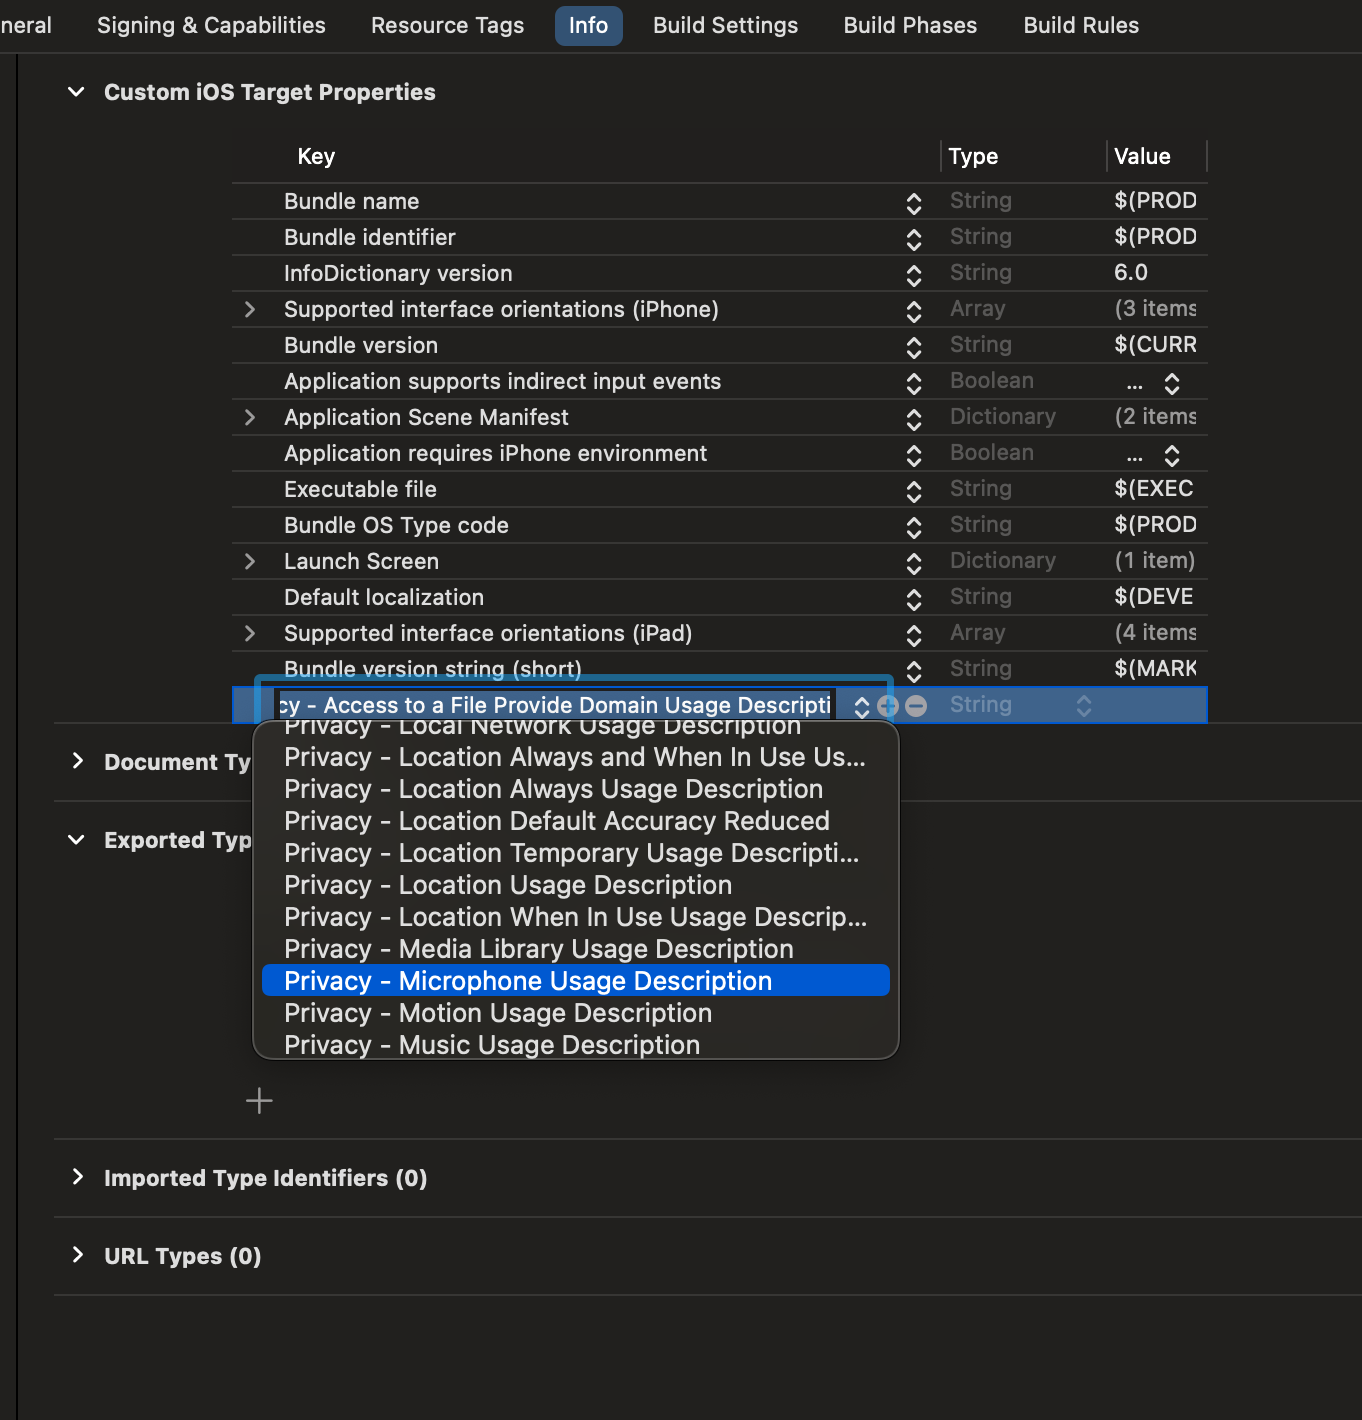 neral Signing & Capabilities Resource Tags Info Build Settings Build Phases Build Rules
Custom iOS Target Properties
Key Type Value
Bundle name String $(PROD
Bundle identifier String $(PROD
InfoDictionary version String 6.0
Supported interface orientations (iPhone) Array (3 items
Bundle version String $(CURR
Application supports indirect input events Boolean ...
Application Scene Manifest Dictionary (2 items
Application requires iPhone environment Boolean ...
Executable file String $(EXEC
Bundle OS Type code String $(PROD
Launch Screen Dictionary (1 item)
Default localization String $(DEVE
Supported interface orientations (iPad) Array (4 items
Bundle version string (short) String $(MARK
cy - Access to a File Provide Domain Usage Descripti String
Privacy - Local Network Usage Description
Privacy - Location Always and When In Use Us...
Document Ty
Privacy - Location Always Usage Description
Privacy - Location Default Accuracy Reduced
Exported Typ
Privacy - Location Temporary Usage Descripti...
Privacy - Location Usage Description
Privacy - Location When In Use Usage Descrip...
Privacy - Media Library Usage Description
Privacy - Microphone Usage Description
Privacy - Motion Usage Description
Privacy - Music Usage Description
Imported Type Identifiers (0)
URL Types (0)